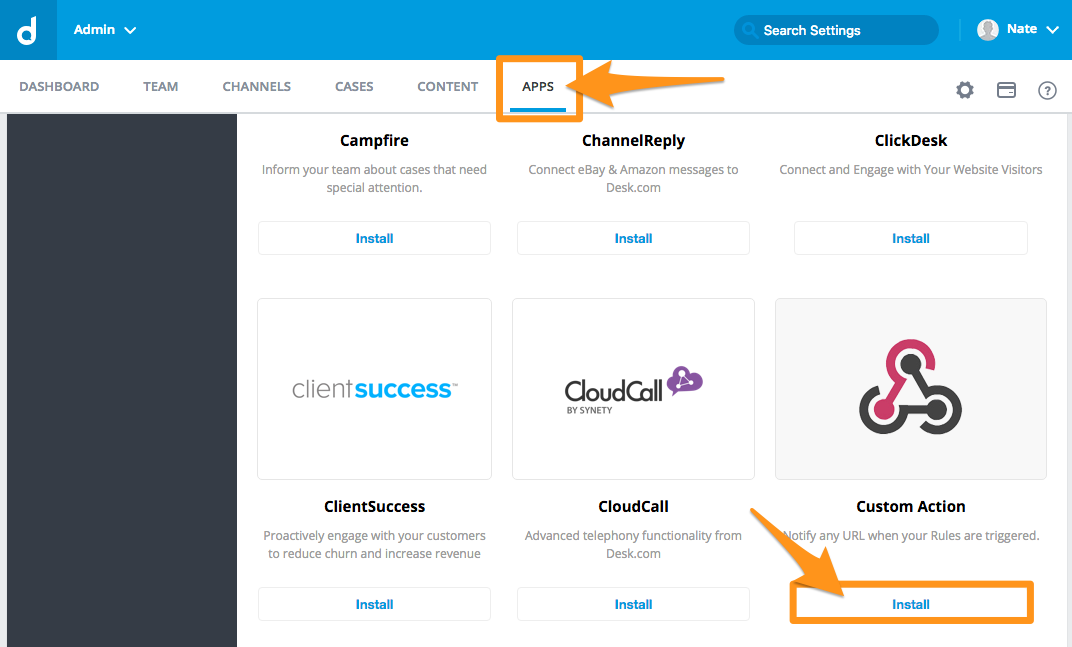 d
Admin
Search Settings
Nate
DASHBOARD
TEAM
CHANNELS
CASES
CONTENT
APPS
?
Campfire
Inform your team about cases that need
special attention.
Install
ChannelReply
Connect eBay & Amazon messages to
Desk.com
Install
ClickDesk
Connect and Engage with Your Website Visitors
Install
clientsuccess™
ClientSuccess
Proactively engage with your customers
to reduce churn and increase revenue
Install
CloudCall
BY SYNETY
CloudCall
Advanced telephony functionality from
Desk.com
Install
Custom Action
Notify any URL when your Rules are triggered.
Install